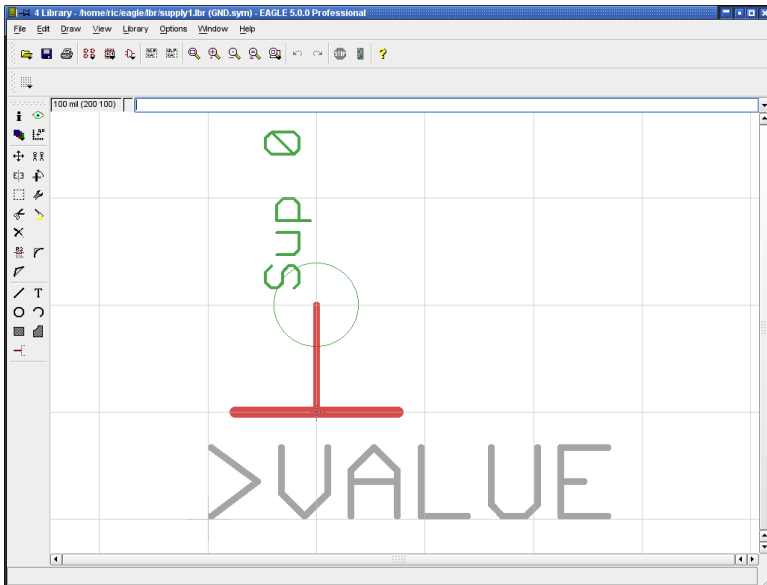 4 Library - /home/ric/eagle/lbr/supply1.lbr (GND.sym) - EAGLE 5.0.0 Professional
File Edit Draw View Library Options Window Help
100 mil (200 100)
Sup 0
>VALUE